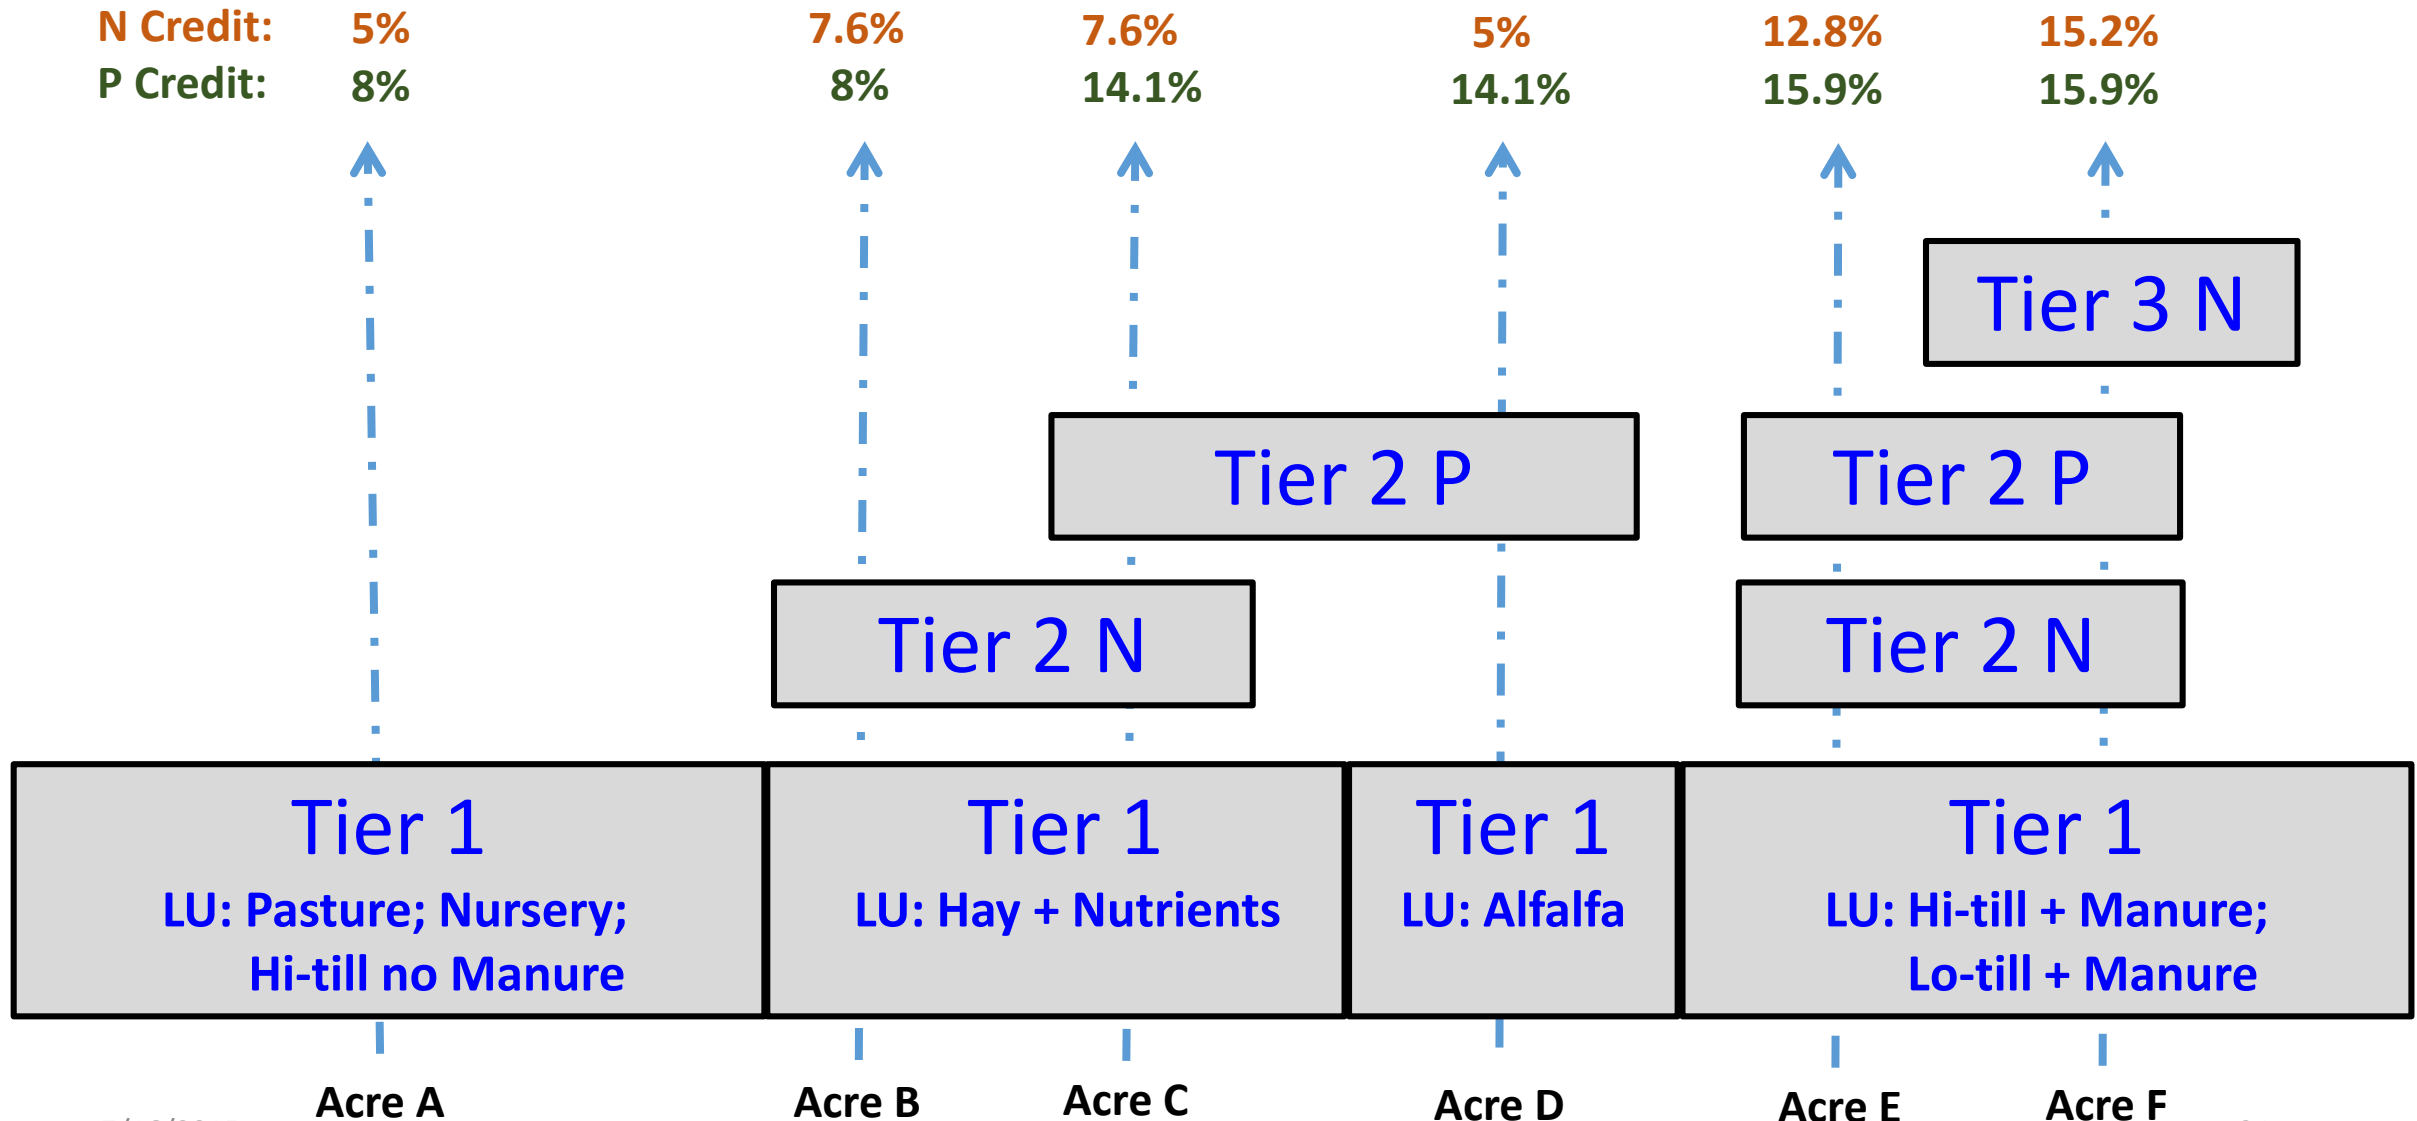 N Credit: 5% 7.6% 7.6% 5% 12.8% 15.2%
P Credit: 8% 8% 14.1% 14.1% 15.9% 15.9%
Tier 3 N
Tier 2 P Tier 2 P
Tier 2 N Tier 2 N
Tier 1 Tier 1 Tier 1 Tier 1
LU: Pasture; Nursery; LU: Hay + Nutrients LU: Alfalfa LU: Hi-till + Manure;
Hi-till no Manure Lo-till + Manure
Acre A Acre B Acre C Acre D Acre E Acre F